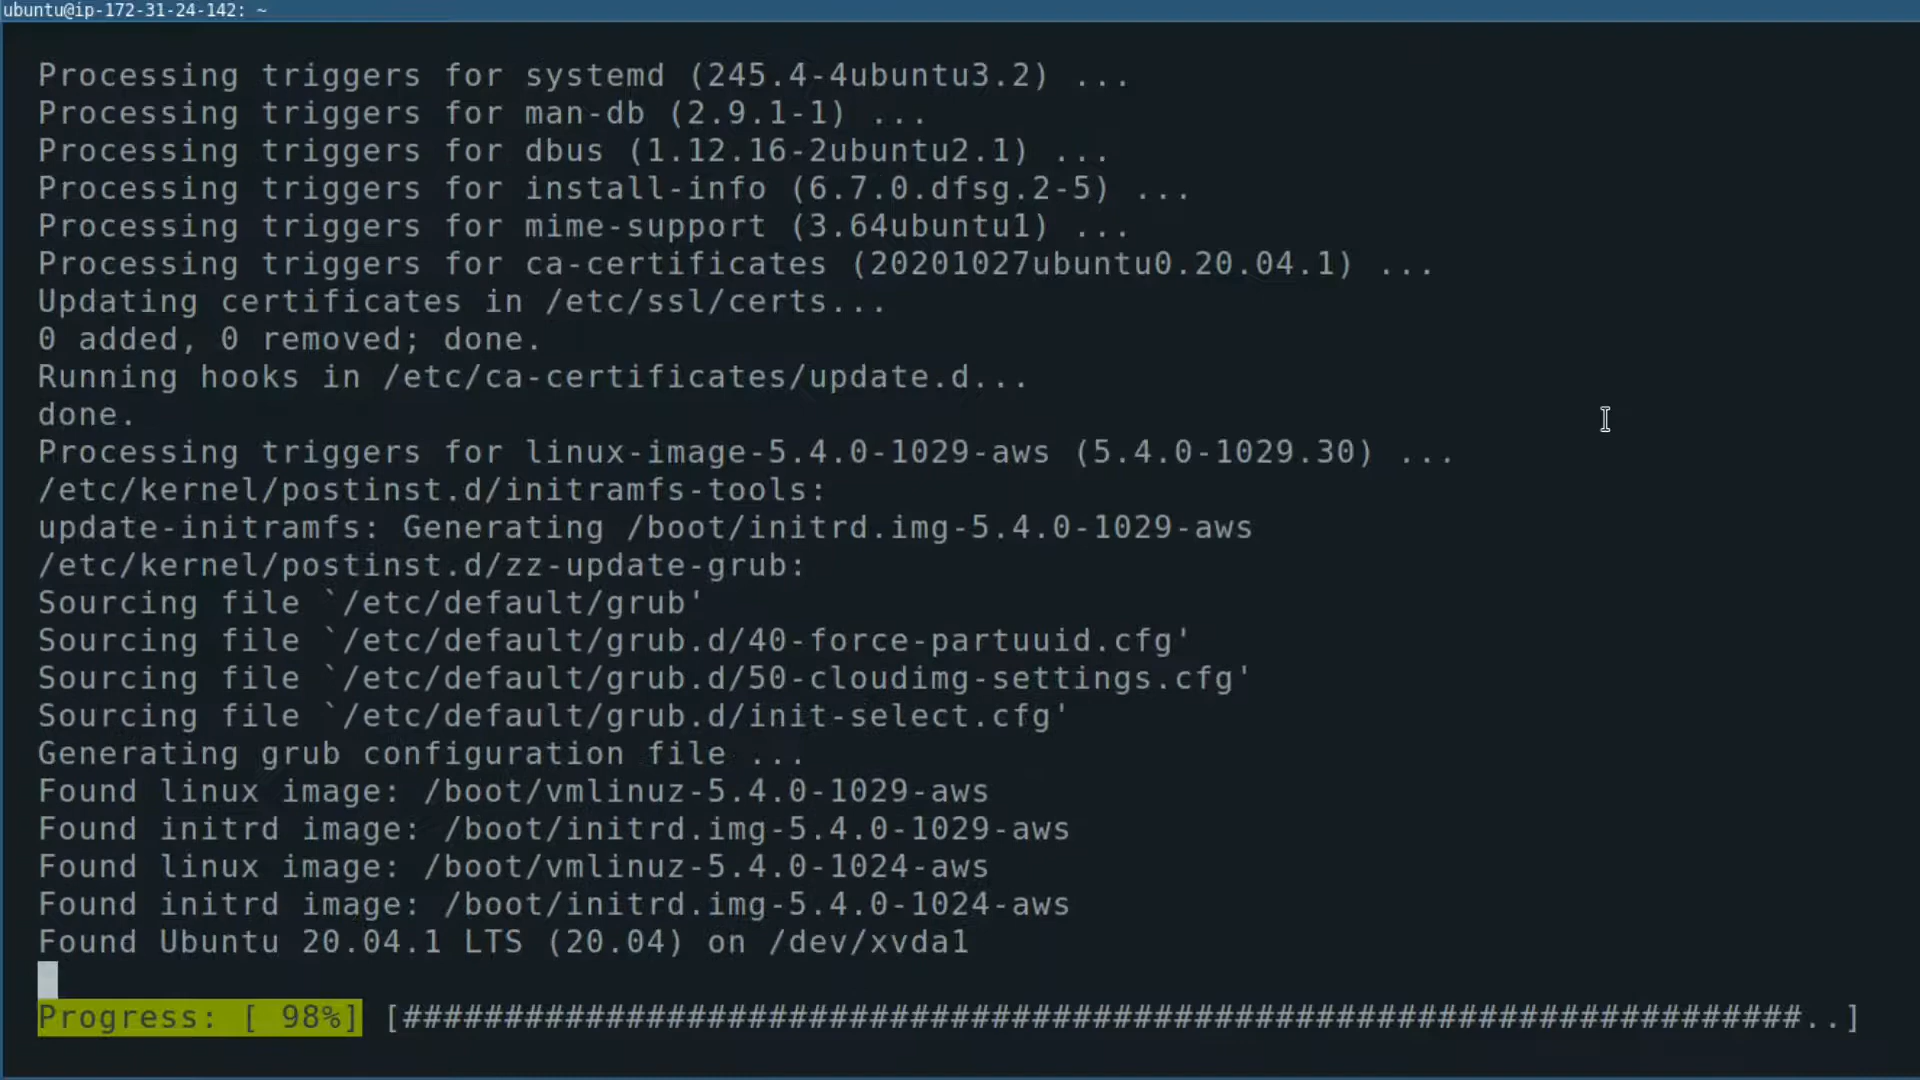 ubuntu@ip-172-31-24-142: ~
Processing triggers for systemd (245.4-4ubuntu3.2) ...
Processing triggers for man-db (2.9.1-1) ...
Processing triggers for dbus (1.12.16-2ubuntu2.1) ...
Processing triggers for install-info (6.7.0.dfsg.2-5) ...
Processing triggers for mime-support (3.64ubuntu1) ...
Processing triggers for ca-certificates (20201027ubuntu0.20.04.1) ...
Updating certificates in /etc/ssl/certs...
0 added, 0 removed; done.
Running hooks in /etc/ca-certificates/update.d...
done.
Processing triggers for linux-image-5.4.0-1029-aws (5.4.0-1029.30) ...
/etc/kernel/postinst.d/initramfs-tools:
update-initramfs: Generating /boot/initrd.img-5.4.0-1029-aws
/etc/kernel/postinst.d/zz-update-grub:
Sourcing file `/etc/default/grub'
Sourcing file `/etc/default/grub.d/40-force-partuuid.cfg'
Sourcing file `/etc/default/grub.d/50-cloudimg-settings.cfg'
Sourcing file `/etc/default/grub.d/init-select.cfg'
Generating grub configuration file ...
Found linux image: /boot/vmlinuz-5.4.0-1029-aws
Found initrd image: /boot/initrd.img-5.4.0-1029-aws
Found linux image: /boot/vmlinuz-5.4.0-1024-aws
Found initrd image: /boot/initrd.img-5.4.0-1024-aws
Found Ubuntu 20.04.1 LTS (20.04) on /dev/xvda1
Progress: [ 98%] [#####################################################################..]